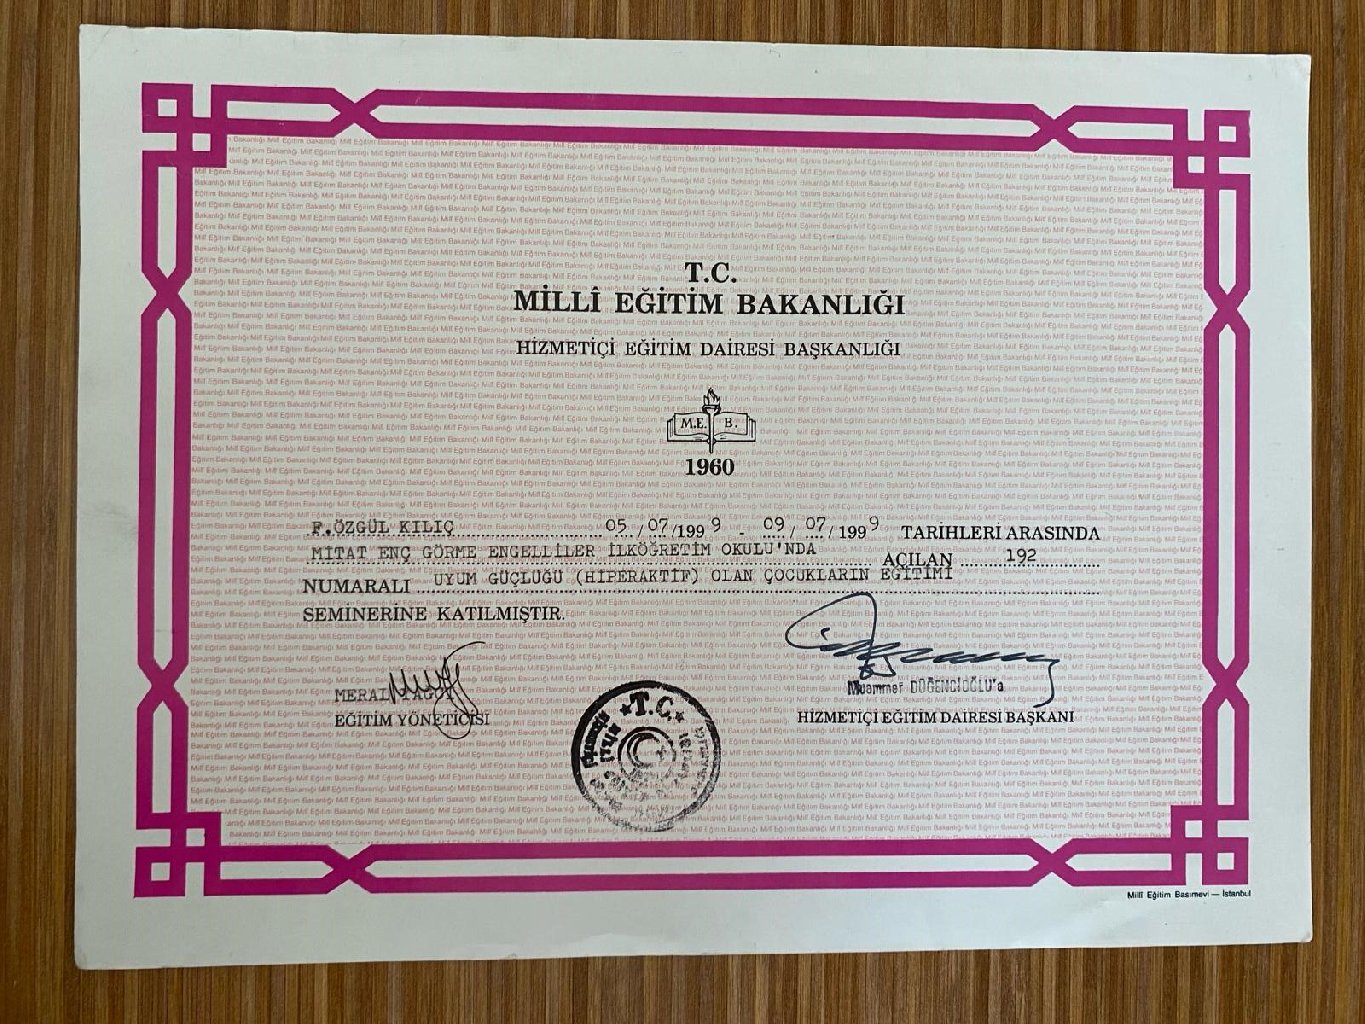 T.C.
MİLLÎ EĞİTİM BAKANLIĞI
HİZMETİÇİ EĞİTİM DAİRESİ BAŞKANLIĞI
M.E. B.
1960
F.ÖZGÜL KILIÇ 05/07/1999 - 09/07/1999 TARİHLERİ ARASINDA
MİTAT ENÇ GÖRME ENGELLİLER İLKÖĞRETİM OKULU'NDA AÇILAN 192
NUMARALI UYUM GÜÇLÜĞÜ (HİPERAKTİF) OLAN ÇOCUKLARIN EĞİTİMİ
SEMİNERİNE KATILMIŞTIR.
MERAL
EĞİTİM YÖNETİCİSİ
Muammer DOĞENCİOĞLU'a
HİZMETİÇİ EĞİTİM DAİRESİ BAŞKANI
★T.C.★
Millî Eğitim Basımevi — İstanbul